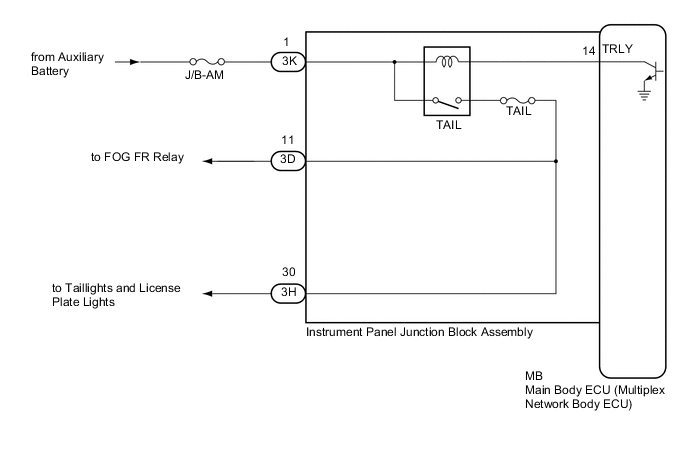 1
14 TRLY
from Auxiliary
Battery
3K
J/B-AM
TAIL
TAIL
11
to FOG FR Relay
3D
30
to Taillights and License
Plate Lights
3H
Instrument Panel Junction Block Assembly
MB
Main Body ECU (Multiplex
Network Body ECU)